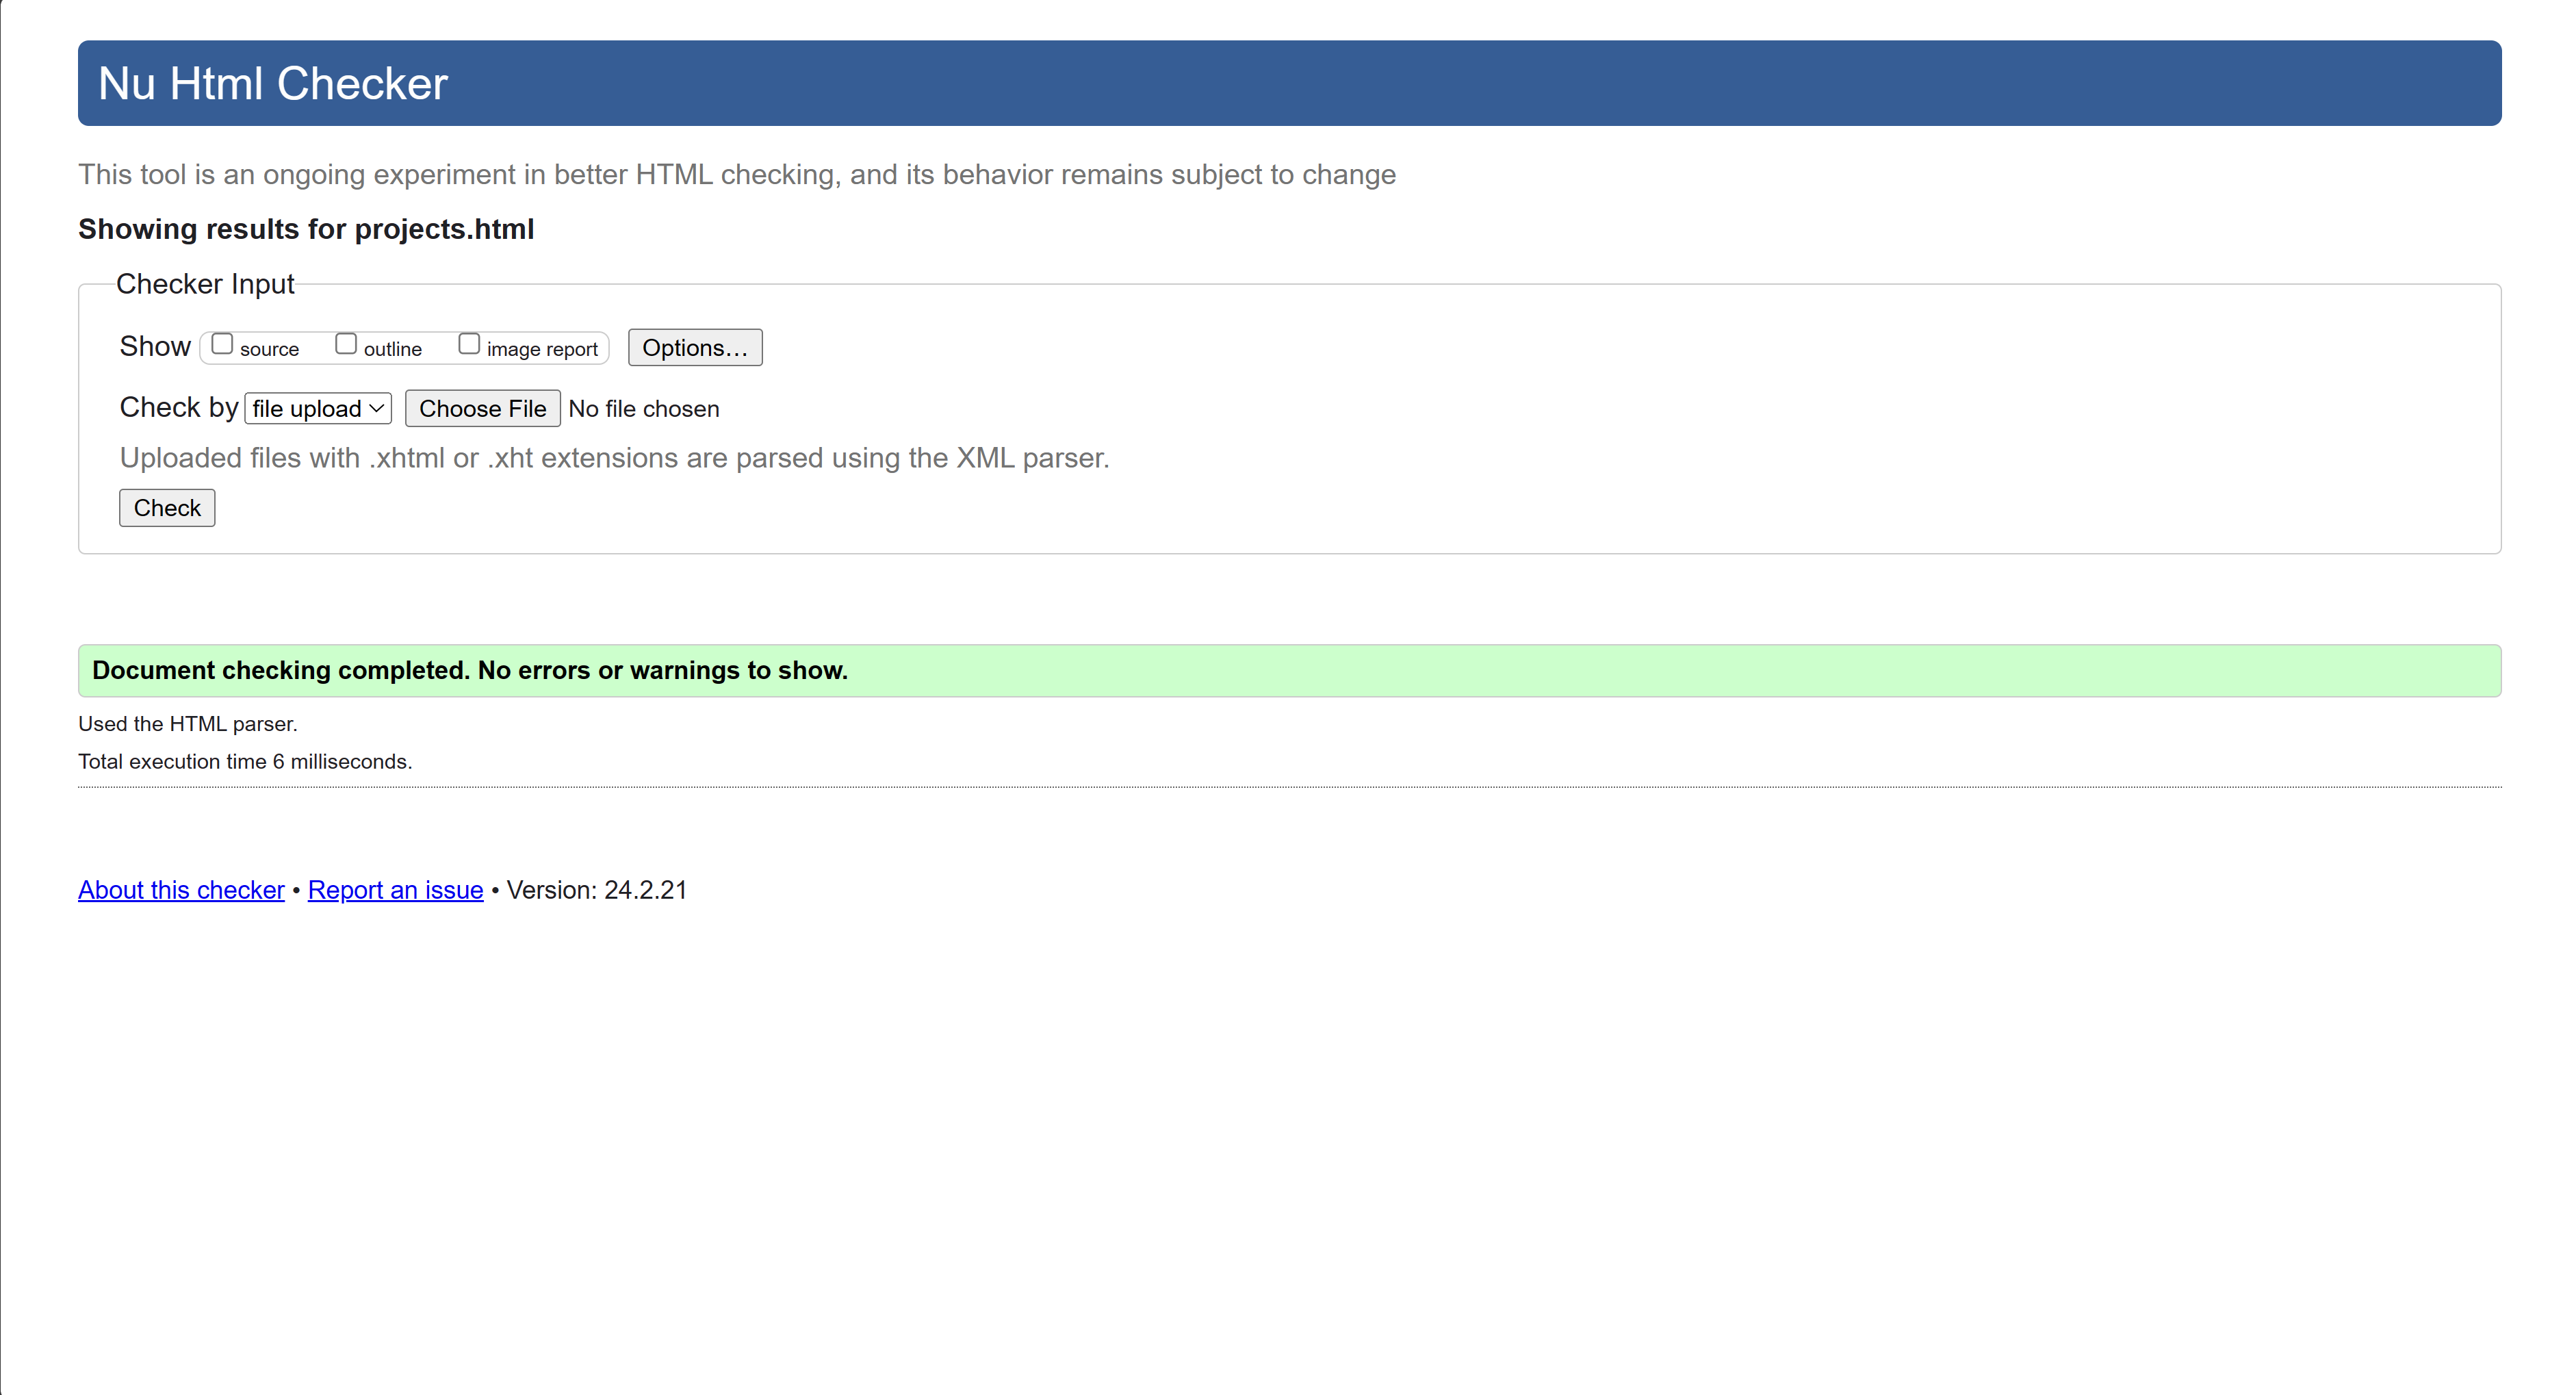 Nu Html Checker
This tool is an ongoing experiment in better HTML checking, and its behavior remains subject to change
Showing results for projects.html
Checker Input
Show source outline image report Options...
Check by file upload Choose File No file chosen
Uploaded files with .xhtml or .xht extensions are parsed using the XML parser.
Check
Document checking completed. No errors or warnings to show.
Used the HTML parser.
Total execution time 6 milliseconds.
About this checker • Report an issue • Version: 24.2.21